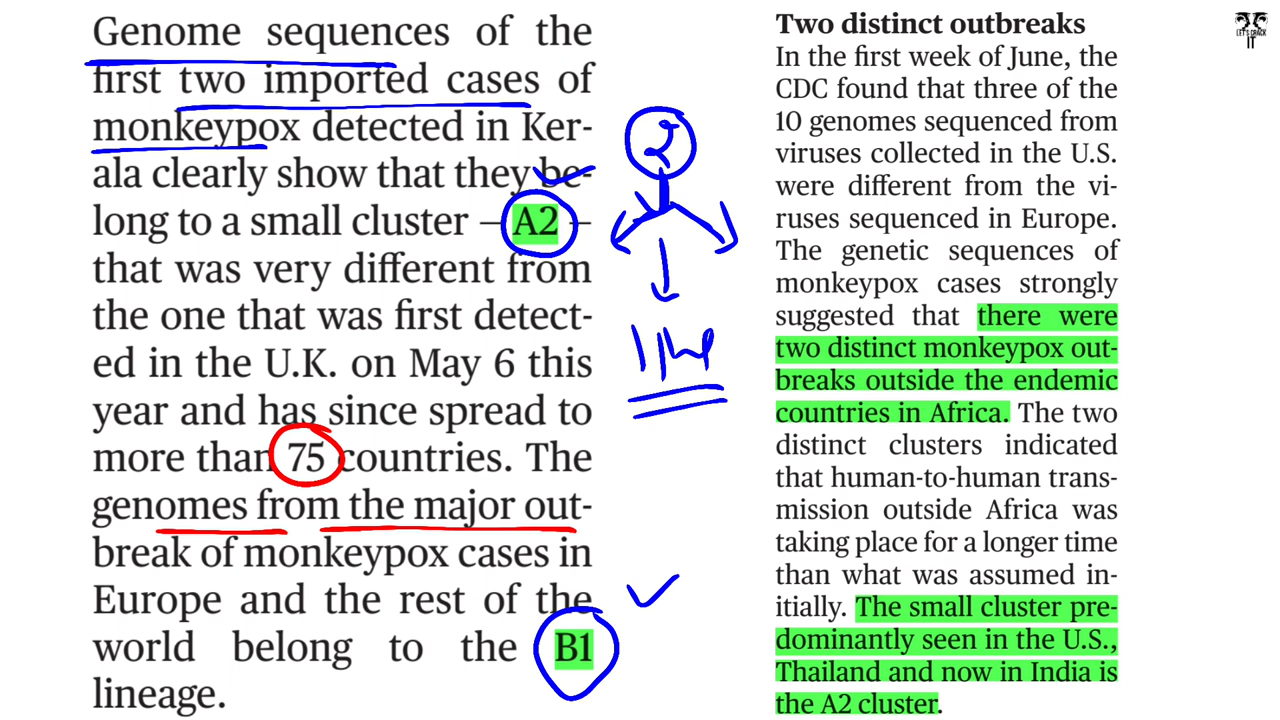 Genome sequences of the
first two imported cases of
monkeypox detected in Ker-
ala clearly show that they be-
long to a small cluster — A2 –
that was very different from
the one that was first detect-
ed in the U.K. on May 6 this
year and has since spread to
more than 75 countries. The
genomes from the major out-
break of monkeypox cases in
Europe and the rest of the
world belong to the B1
lineage.
Two distinct outbreaks
In the first week of June, the
CDC found that three of the
10 genomes sequenced from
viruses collected in the U.S.
were different from the vi-
ruses sequenced in Europe.
The genetic sequences of
monkeypox cases strongly
suggested that there were
two distinct monkeypox out-
breaks outside the endemic
countries in Africa. The two
distinct clusters indicated
that human-to-human trans-
mission outside Africa was
taking place for a longer time
than what was assumed in-
itially. The small cluster pre-
dominantly seen in the U.S.,
Thailand and now in India is
the A2 cluster.
LET'S CRACK
IT